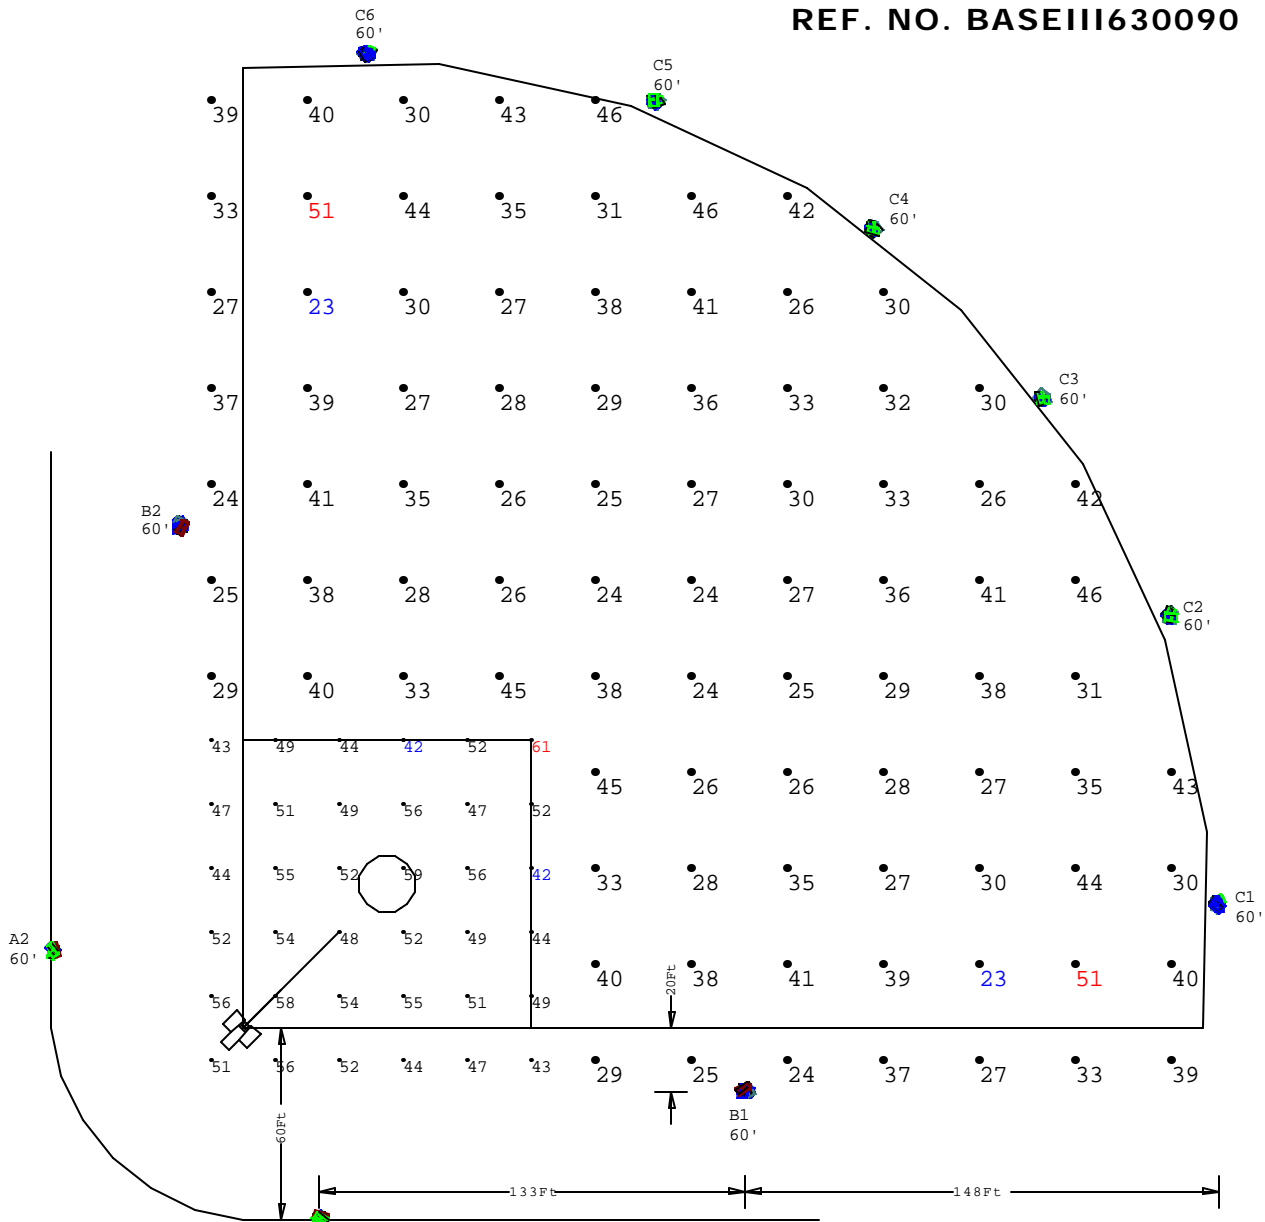 REF. NO. BASEIII630090
C6
60'
C5
60'
39 40 30 43 46
C4
60'
33 51 44 35 31 46 42
27 23 30 27 38 41 26 30
C3
60'
37 39 27 28 29 36 33 32 30
24 41 35 26 25 27 30 33 26 42
B2
60'
25 38 28 26 24 24 27 36 41 46
C2
60'
29 40 33 45 38 24 25 29 38 31
43 49 44 42 52 61
45 26 26 28 27 35 43
47 51 49 56 47 52
44 55 52 59 56 42
33 28 35 27 30 44 30
C1
60'
A2
60'
52 54 48 52 49 44
40 38 41 39 23 51 40
20Ft
56 58 54 55 51 49
51 56 52 44 47 43
29 25 24 37 27 33 39
B1
60'
60Ft
133Ft
148Ft